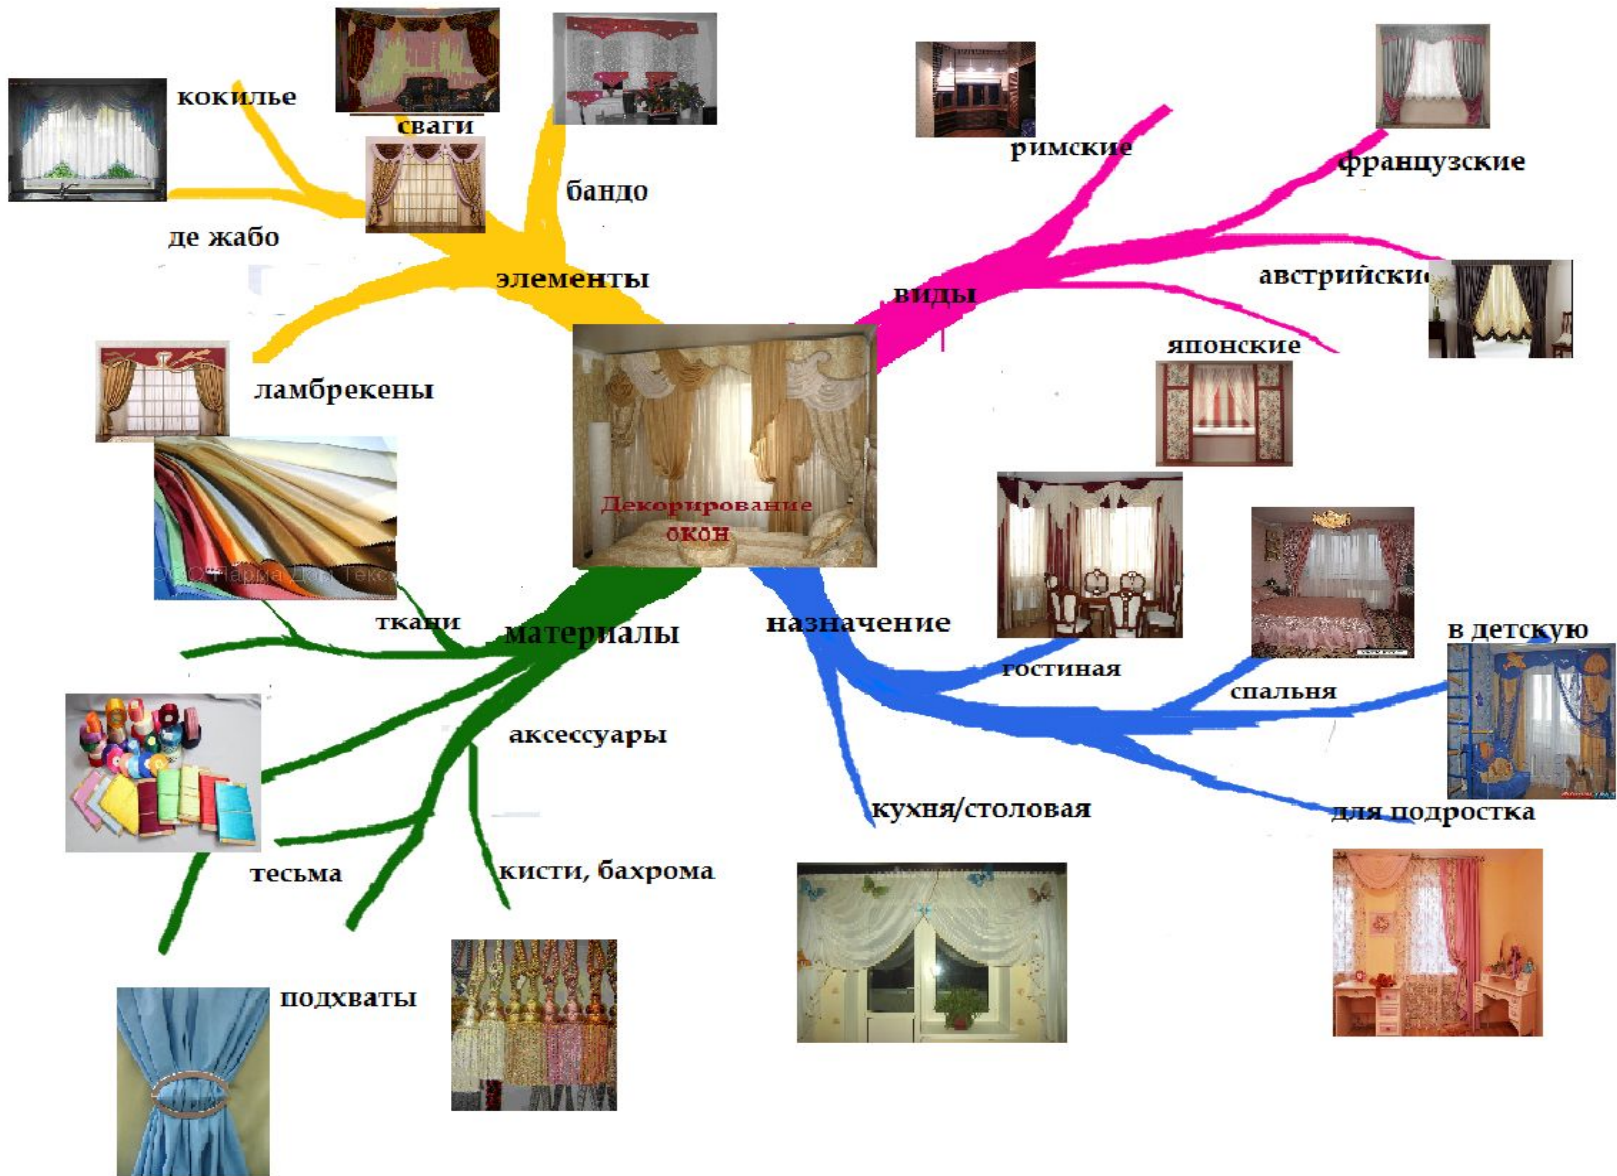 кокилье
сваги
бандо
де жабо
элементы
ламбрекены
римские
французские
виды
австрийские
японские
Декорирование
окон
ткани
материалы
назначение
гостиная
спальня
в детскую
аксессуары
кухня/столовая
для подростка
тесьма
кисти, бахрома
подхваты